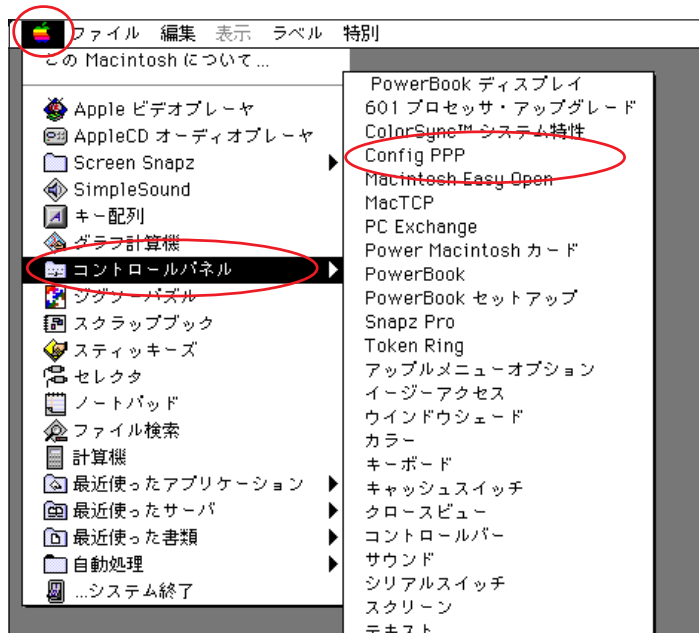 ファイル 編集 表示 ラベル 特別
この Macintosh について...
Apple ビデオプレーヤ
AppleCD オーディオプレーヤ
Screen Snapz
SimpleSound
キー配列
グラフ計算機
コントロールパネル
ジグソーパズル
スクラップブック
スティッキーズ
セレクタ
ノートパッド
ファイル検索
計算機
最近使ったアプリケーション
最近使ったサーバ
最近使った書類
自動処理
...システム終了
PowerBook ディスプレイ
601 プロセッサ・アップグレード
ColorSync™ システム特性
Config PPP
Macintosh Easy Open
MacTCP
PC Exchange
Power Macintosh カード
PowerBook
PowerBook セットアップ
Snapz Pro
Token Ring
アップルメニューオプション
イージーアクセス
ウインドウシェード
カラー
キーボード
キャッシュスイッチ
クロースビュー
コントロールバー
サウンド
シリアルスイッチ
スクリーン
テキスト